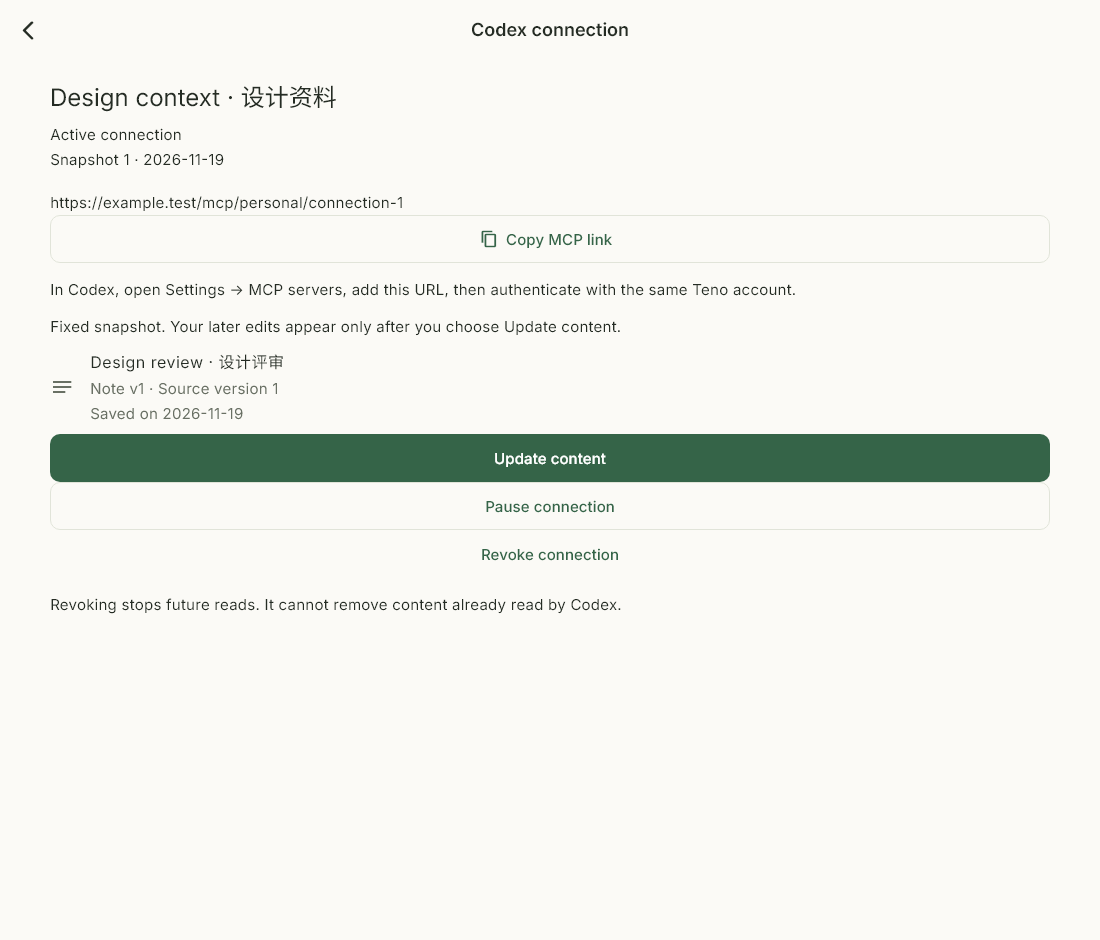 Codex connection
Design context · 设计资料
Active connection
Snapshot 1 · 2026-11-19
https://example.test/mcp/personal/connection-1
Copy MCP link
In Codex, open Settings → MCP servers, add this URL, then authenticate with the same Teno account.
Fixed snapshot. Your later edits appear only after you choose Update content.
Design review · 设计评审
Note v1 · Source version 1
Saved on 2026-11-19
Update content
Pause connection
Revoke connection
Revoking stops future reads. It cannot remove content already read by Codex.